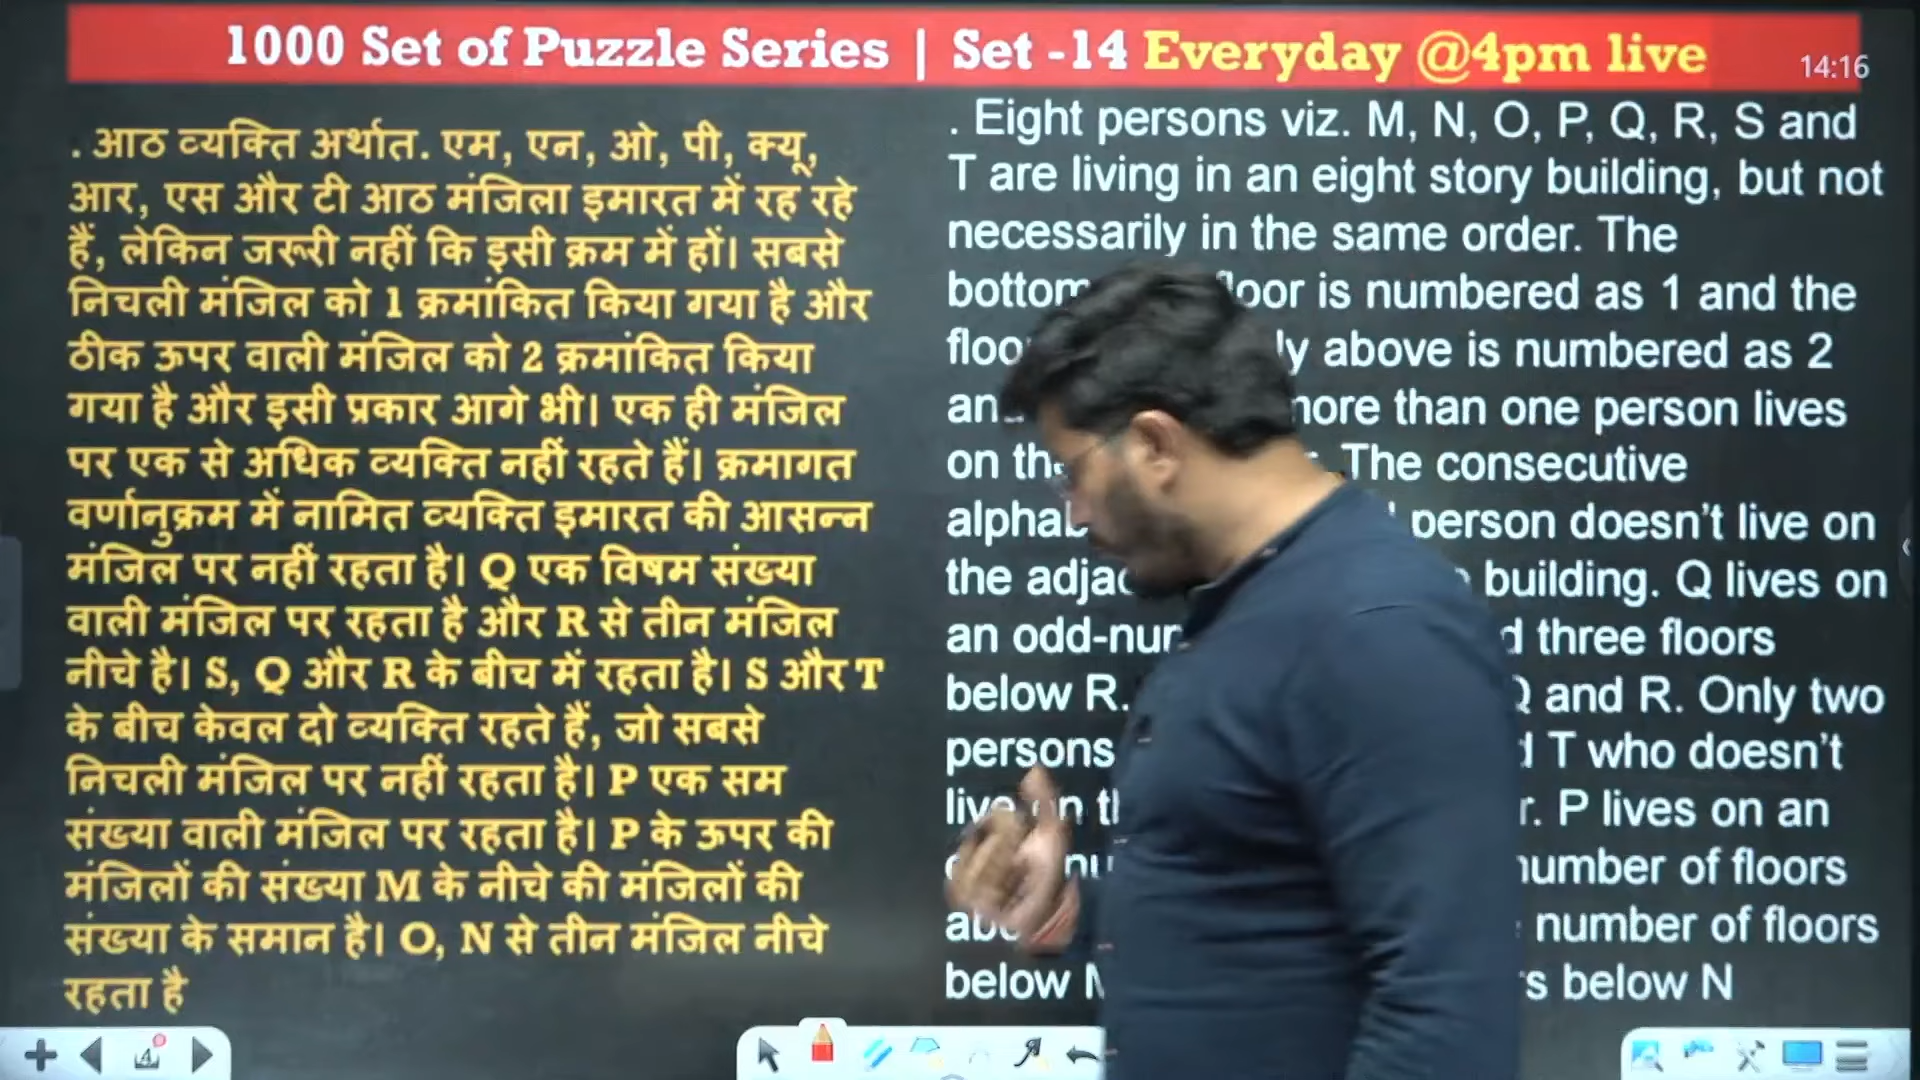 1000 Set of Puzzle Series | Set -14 Everyday @4pm live
14:16
. आठ व्यक्ति अर्थात. एम, एन, ओ, पी, क्यू,
आर, एस और टी आठ मंजिला इमारत में रह रहे
हैं, लेकिन जरूरी नहीं कि इसी क्रम में हों। सबसे
निचली मंजिल को 1 क्रमांकित किया गया है और
ठीक ऊपर वाली मंजिल को 2 क्रमांकित किया
गया है और इसी प्रकार आगे भी। एक ही मंजिल
पर एक से अधिक व्यक्ति नहीं रहते हैं। क्रमागत
वर्णानुक्रम में नामित व्यक्ति इमारत की आसन्न
मंजिल पर नहीं रहता है। Q एक विषम संख्या
वाली मंजिल पर रहता है और R से तीन मंजिल
नीचे है। S, Q और R के बीच में रहता है। S और T
के बीच केवल दो व्यक्ति रहते हैं, जो सबसे
निचली मंजिल पर नहीं रहता है। P एक सम
संख्या वाली मंजिल पर रहता है। P के ऊपर की
मंजिलों की संख्या M के नीचे की मंजिलों की
संख्या के समान है। O, N से तीन मंजिल नीचे
रहता है
. Eight persons viz. M, N, O, P, Q, R, S and
T are living in an eight story building, but not
necessarily in the same order. The
loor is numbered as 1 and the
above is numbered as 2
than one person lives
on The consecutive
person doesn't live on
the building. Q lives on
an three floors
below R. and R. Only two
persons T who doesn't
P lives on an
of floors
number of floors
below below N
4